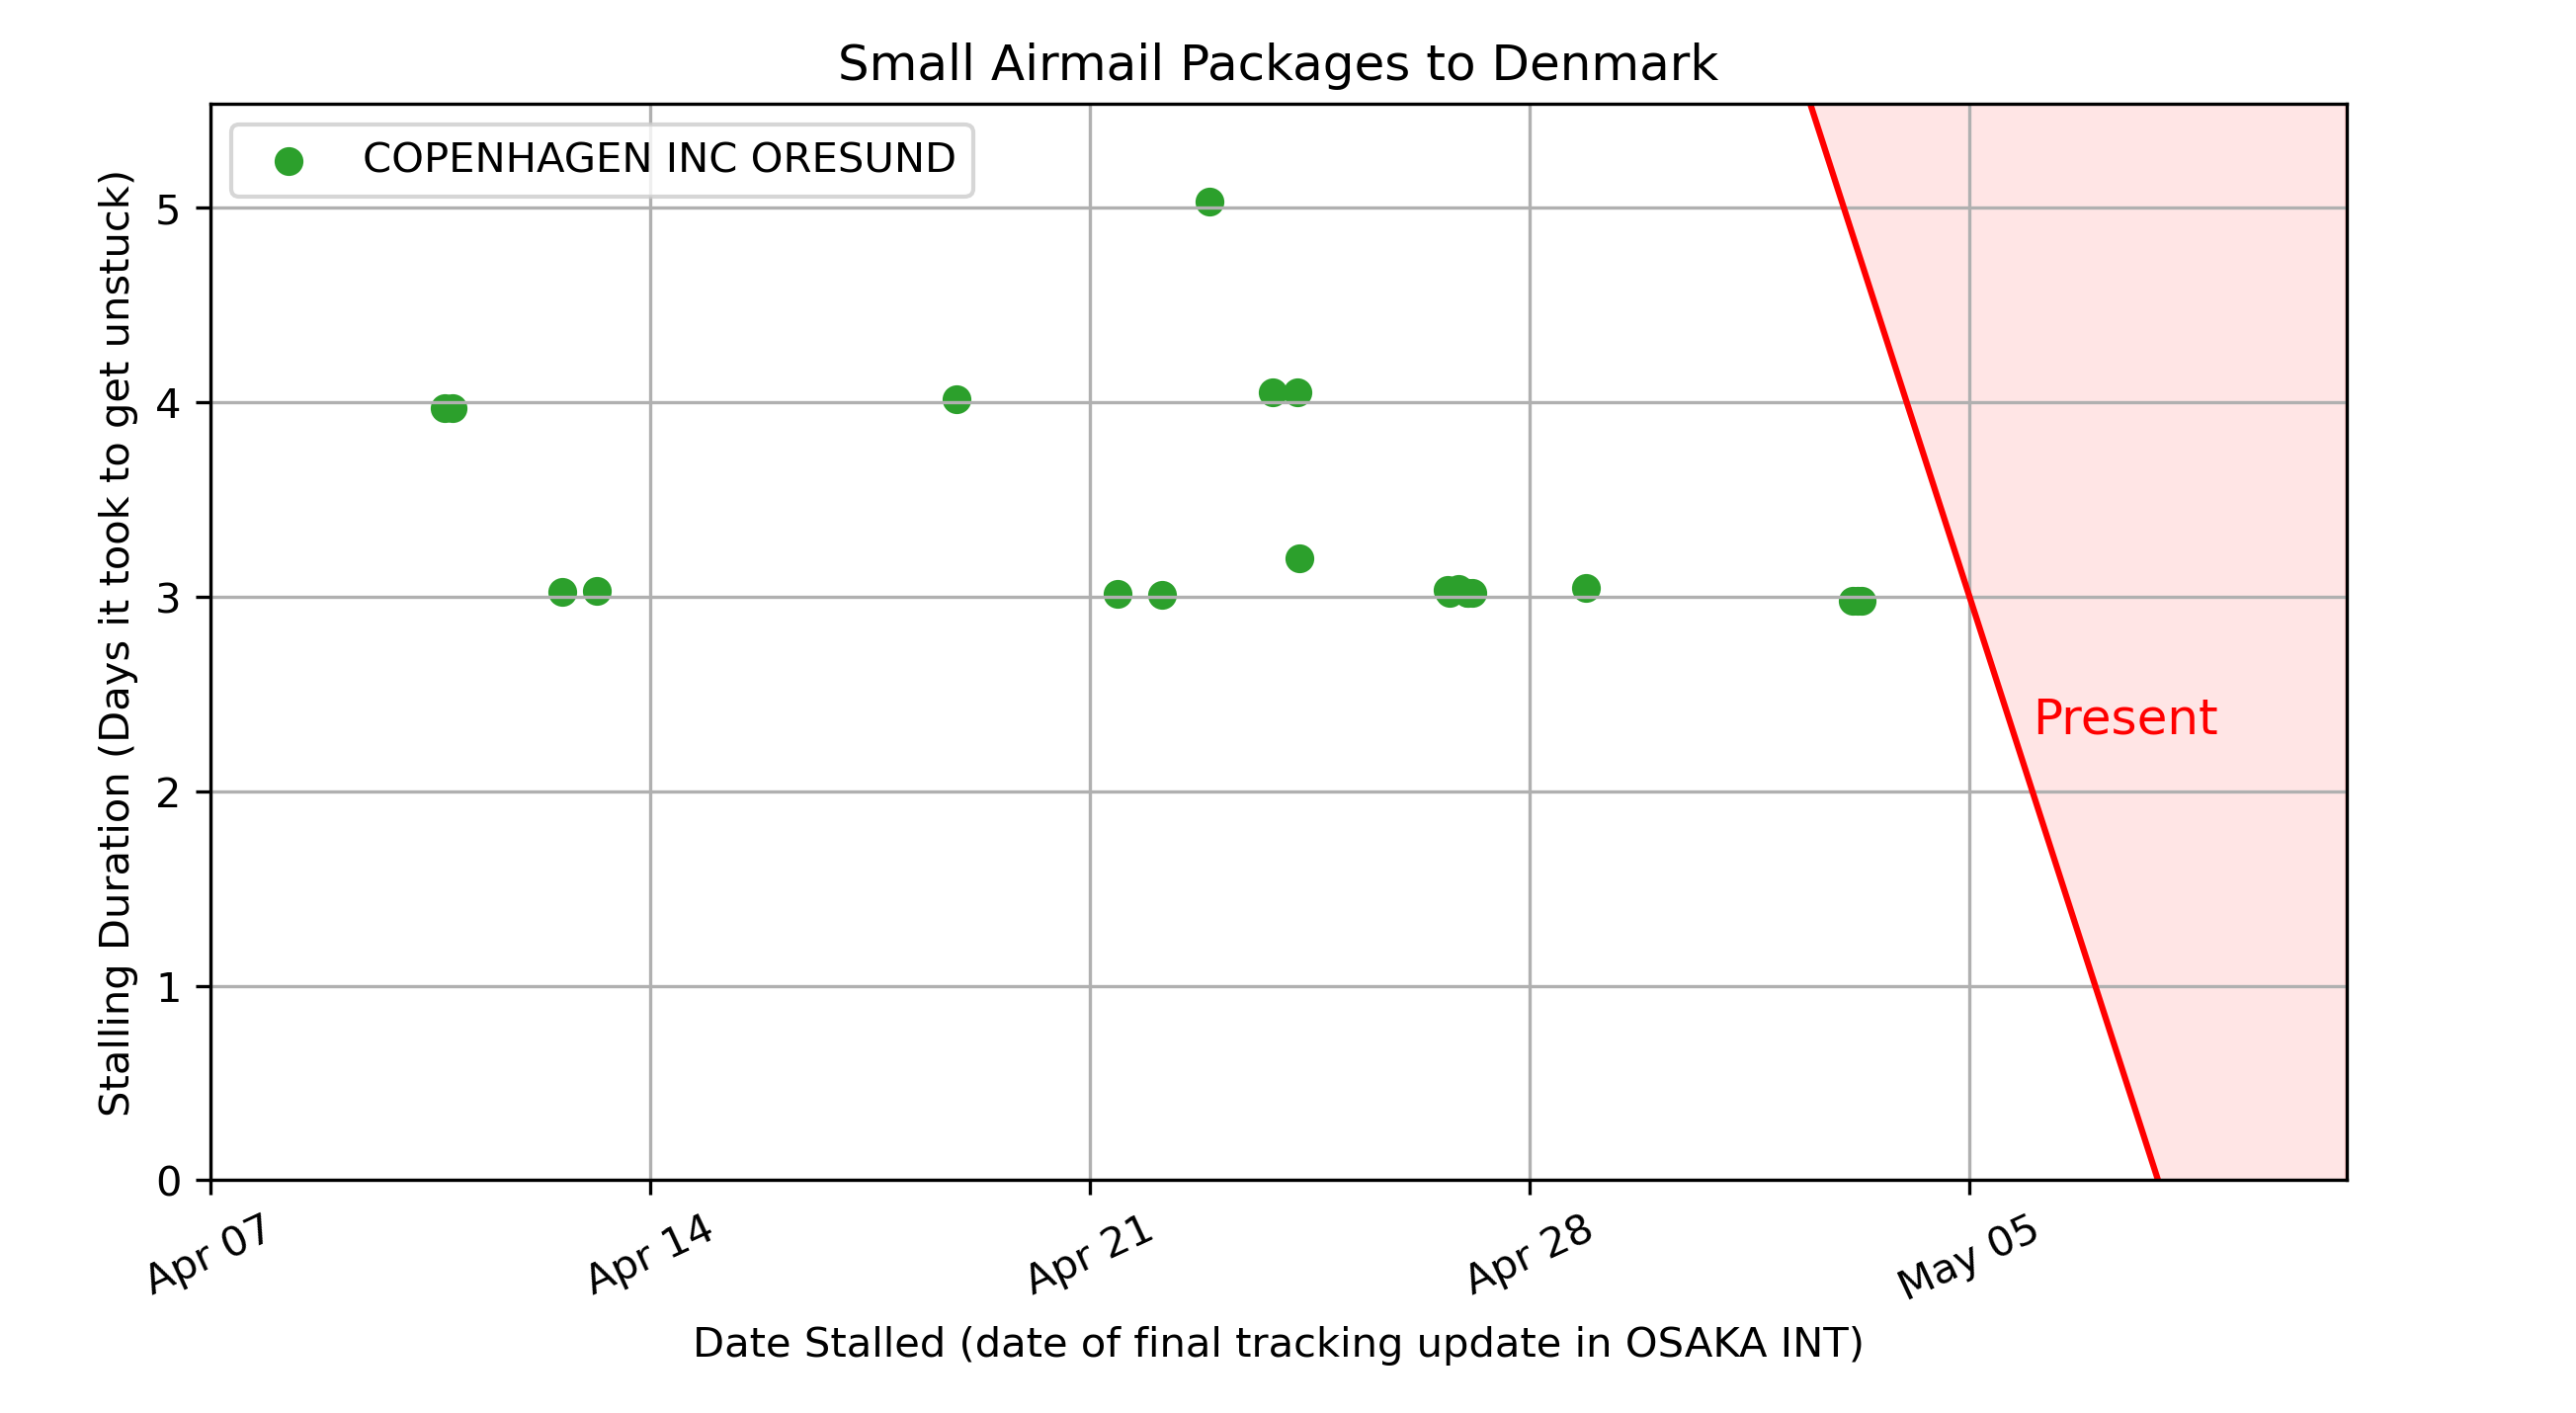 Small Airmail Packages to Denmark
COPENHAGEN INC ORESUND
Stalling Duration (Days it took to get unstuck)
5
4
3
2
1
0
Present
Apr 07
Apr 14
Apr 21
Apr 28
May 05
Date Stalled (date of final tracking update in OSAKA INT)